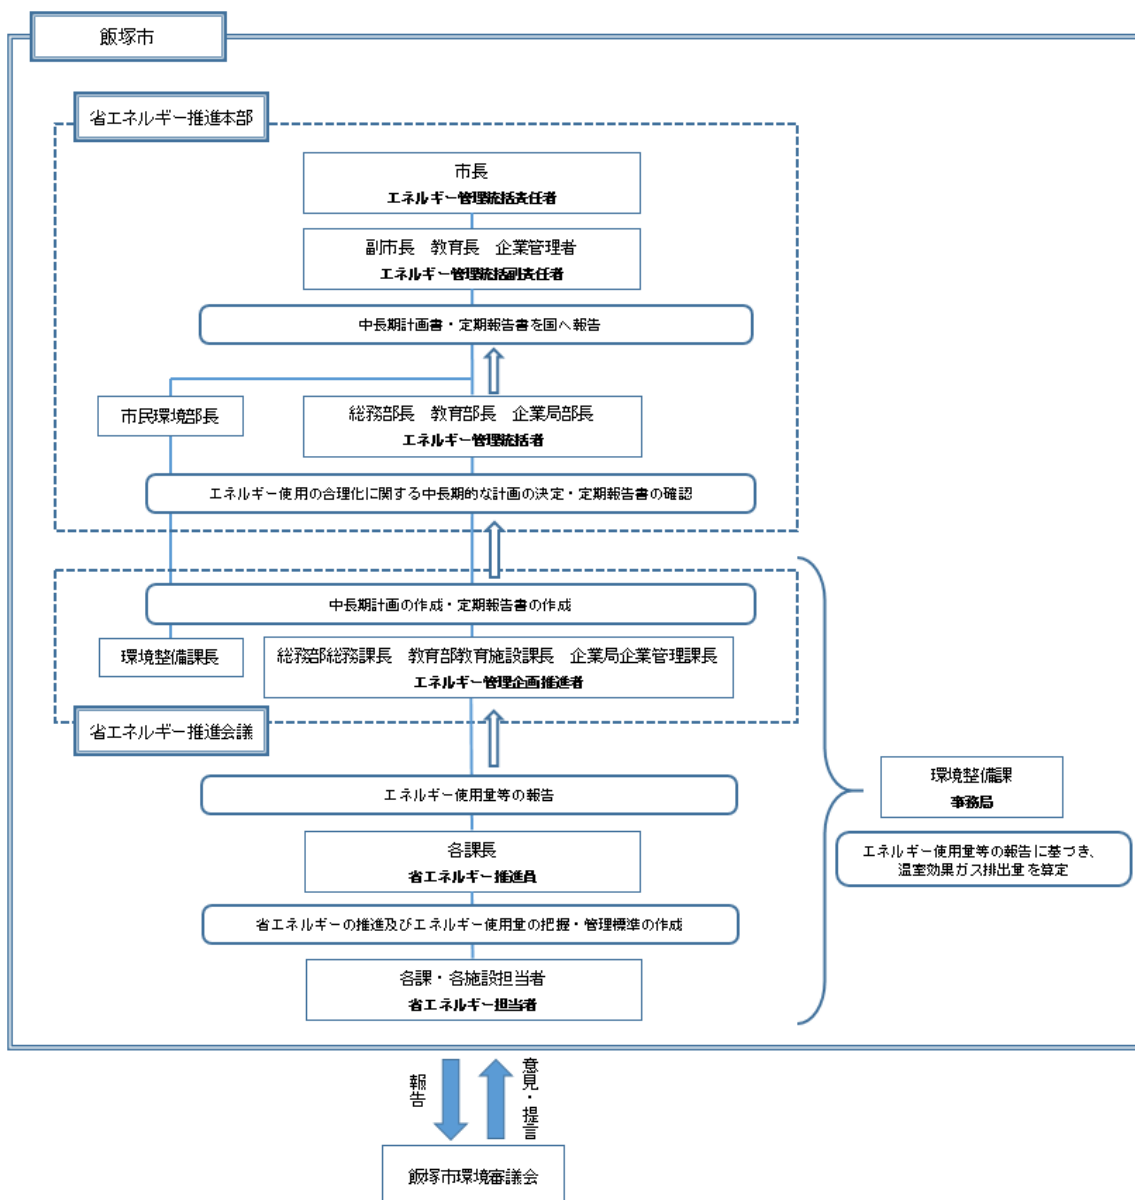 飯塚市
省エネルギー推進本部
市長
エネルギー管理統括責任者
副市長　教育長　企業管理者
エネルギー管理統括副責任者
中長期計画書・定期報告書を国へ報告
市民環境部長
総務部長　教育部長　企業局部長
エネルギー管理統括者
エネルギー使用の合理化に関する中長期的な計画の決定・定期報告書の確認
中長期計画の作成・定期報告書の作成
環境整備課長
総務部総務課長　教育部教育施設課長　企業局企業管理課長
エネルギー管理企画推進者
省エネルギー推進会議
エネルギー使用量等の報告
環境整備課
事務局
エネルギー使用量等の報告に基づき、
温室効果ガス排出量を算定
各課長
省エネルギー推進員
省エネルギーの推進及びエネルギー使用量の把握・管理標準の作成
各課・各施設担当者
省エネルギー担当者
報告
意見・提言
飯塚市環境審議会